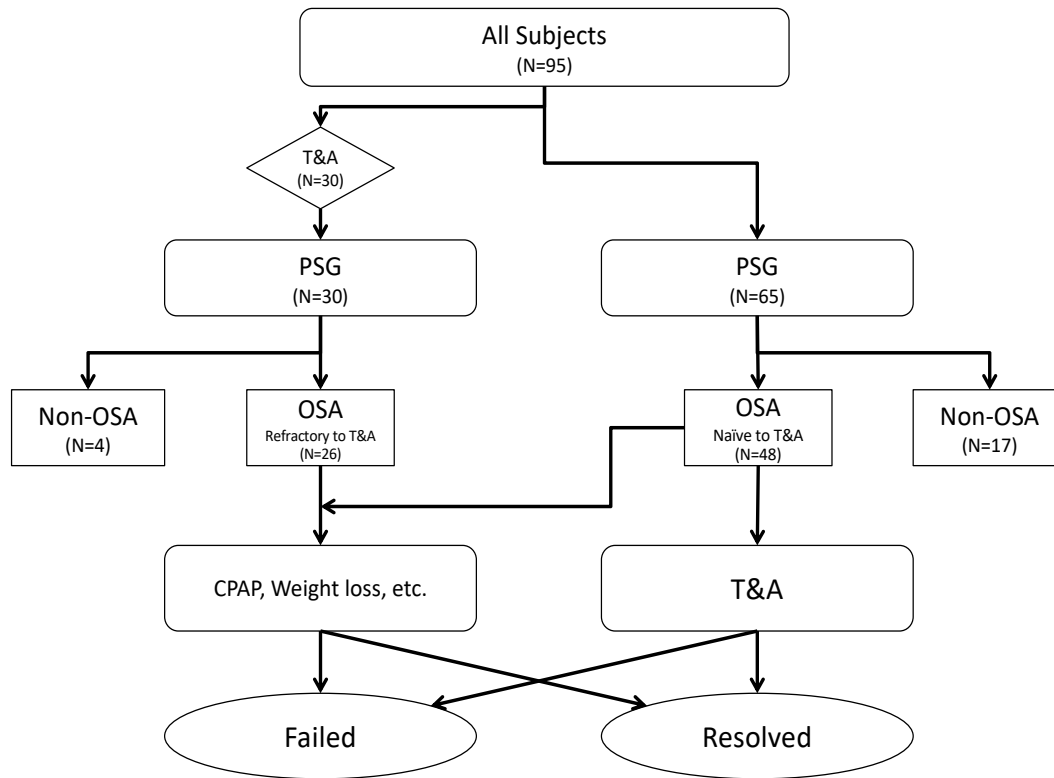 All Subjects
(N=95)
T&A
(N=30)
PSG
(N=30)
PSG
(N=65)
Non-OSA
(N=4)
OSA
Refractory to T&A
(N=26)
OSA
Naïve to T&A
(N=48)
Non-OSA
(N=17)
CPAP, Weight loss, etc.
T&A
Failed
Resolved